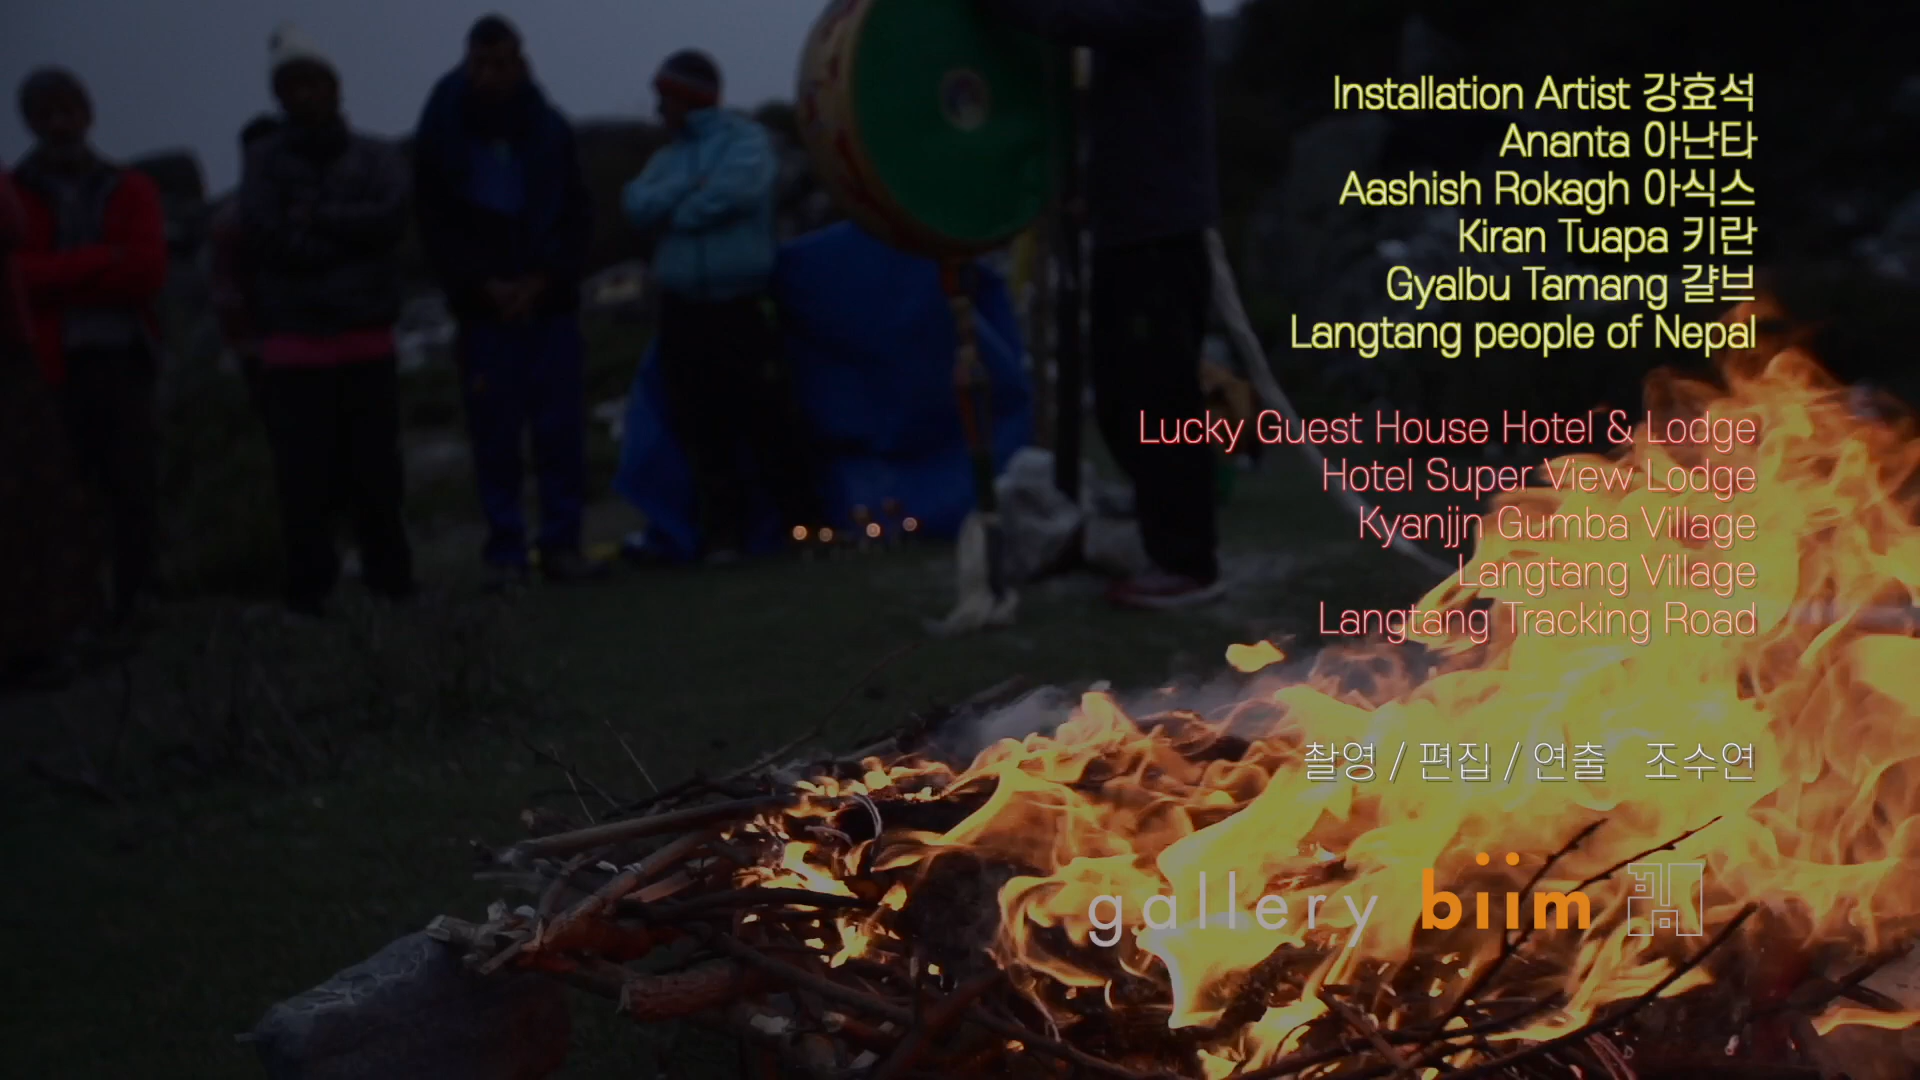 Installation Artist 강효석
Ananta 아난타
Aashish Rokagh 아식스
Kiran Tuapa 키란
Gyalbu Tamang 걀브
Langtang people of Nepal
Lucky Guest House Hotel & Lodge
Hotel Super View Lodge
Kyanjjn Gumba Village
Langtang Village
Langtang Tracking Road
촬영 / 편집 / 연출 조수연
gallery biim